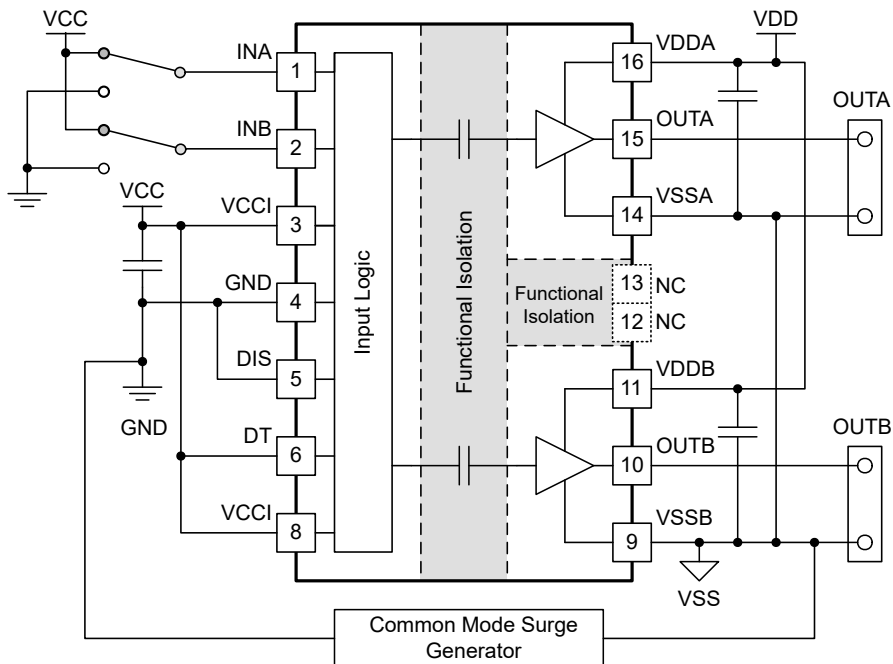 VCC
VDD
INA
1
16
VDDA
OUTA
INB
2
15
OUTA
VCC
VCCI
3
14
VSSA
GND
4
Input Logic
Functional Isolation
Functional
Isolation
13
NC
12
NC
DIS
5
11
VDDB
GND
DT
6
10
OUTB
OUTB
VCCI
8
9
VSSB
VSS
Common Mode Surge
Generator